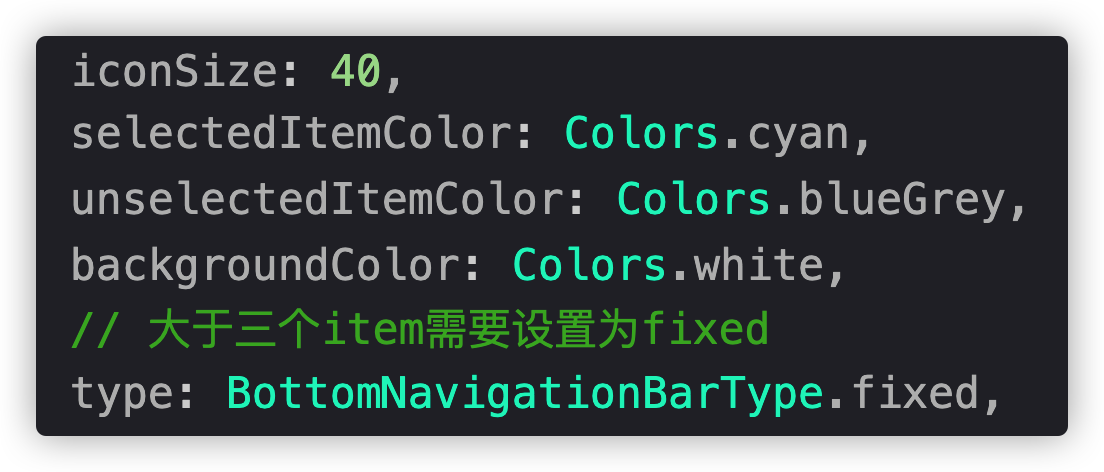 iconSize: 40,
selectedItemColor: Colors.cyan,
unselectedItemColor: Colors.blueGrey,
backgroundColor: Colors.white,
// 大于三个item需要设置为fixed
type: BottomNavigationBarType.fixed,